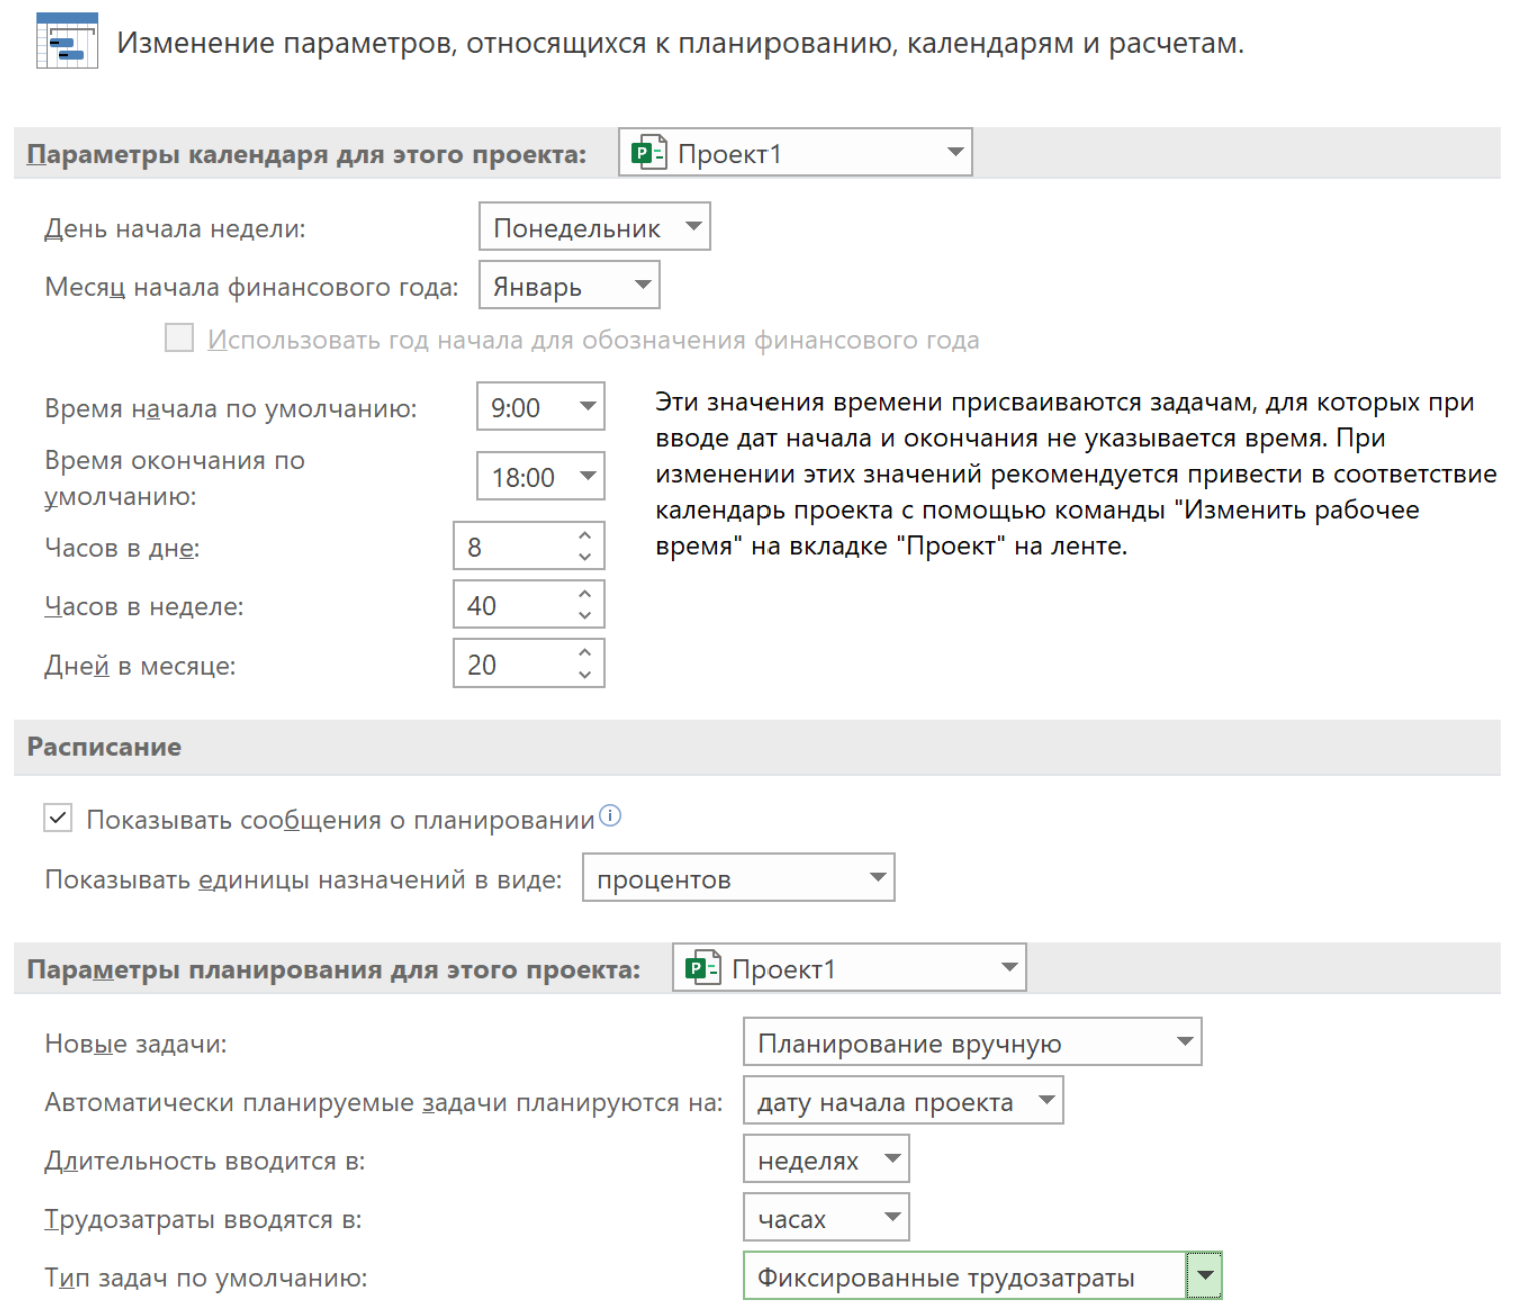 Изменение параметров, относящихся к планированию, календарям и расчетам.
Параметры календаря для этого проекта: Проект1
День начала недели: Понедельник
Месяц начала финансового года: Январь
Использовать год начала для обозначения финансового года
Время начала по умолчанию: 9:00
Время окончания по
умолчанию: 18:00
Эти значения времени присваиваются задачам, для которых при
вводе дат начала и окончания не указывается время. При
изменении этих значений рекомендуется привести в соответствие
календарь проекта с помощью команды "Изменить рабочее
время" на вкладке "Проект" на ленте.
Часов в дне: 8
Часов в неделе: 40
Дней в месяце: 20
Расписание
Показывать сообщения о планировании
Показывать единицы назначений в виде: процентов
Параметры планирования для этого проекта: Проект1
Новые задачи: Планирование вручную
Автоматически планируемые задачи планируются на: дату начала проекта
Длительность вводится в: неделях
Трудозатраты вводятся в: часах
Тип задач по умолчанию: Фиксированные трудозатраты